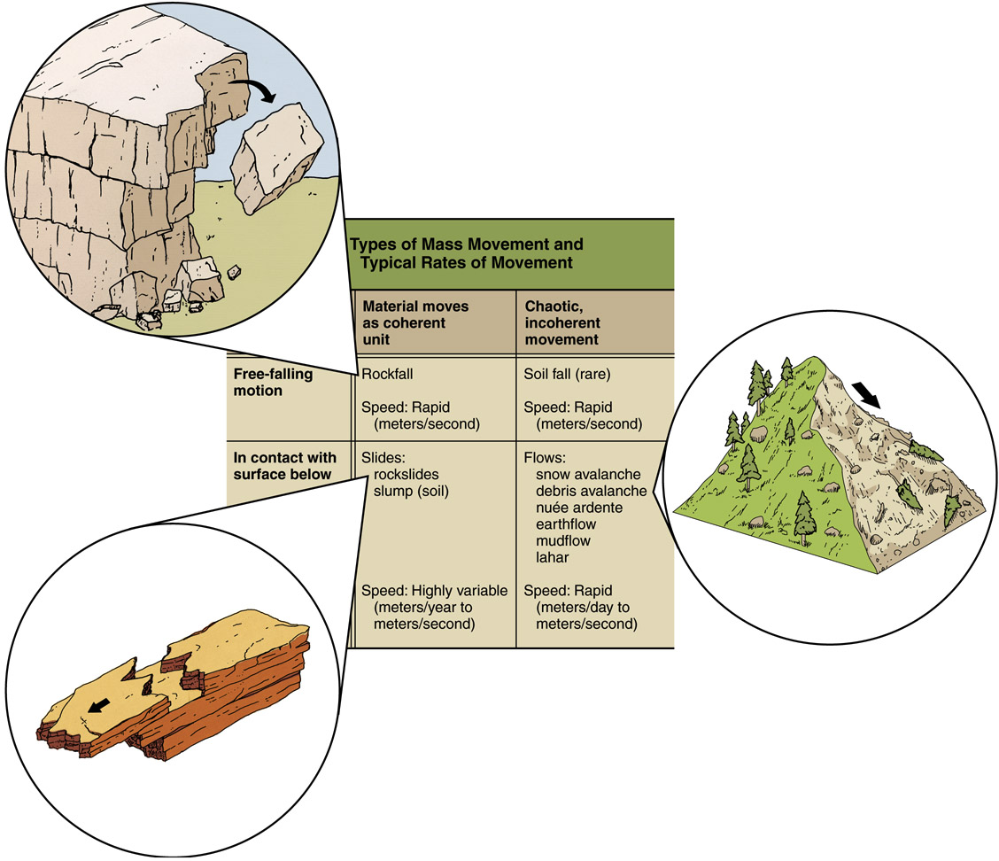 Types of Mass Movement and
Typical Rates of Movement
Material moves
as coherent
unit
Chaotic,
incoherent
movement
Free-falling
motion
Rockfall
Speed: Rapid
(meters/second)
Soil fall (rare)
Speed: Rapid
(meters/second)
In contact with
surface below
Slides:
rockslides
slump (soil)
Speed: Highly variable
(meters/year to
meters/second)
Flows:
snow avalanche
debris avalanche
nuée ardente
earthflow
mudflow
lahar
Speed: Rapid
(meters/day to
meters/second)